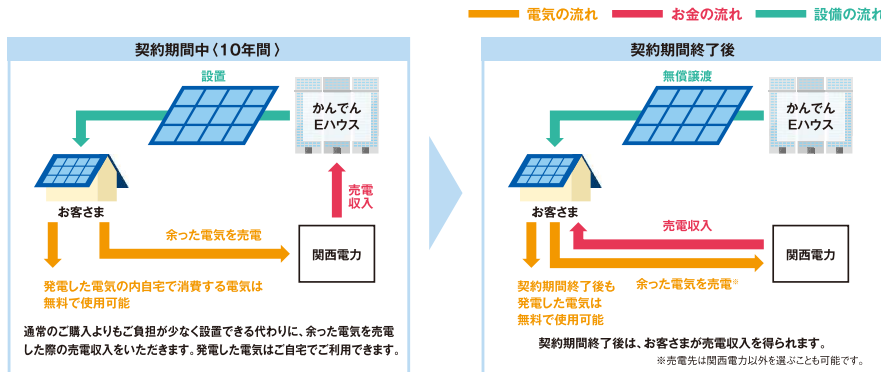 電気の流れ
お金の流れ
設備の流れ
契約期間中〈10年間〉
設置
かんでん
Eハウス
お客さま
売電
収入
余った電気を売電
関西電力
発電した電気の内自宅で消費する電気は
無料で使用可能
通常のご購入よりもご負担が少なく設置できる代わりに、余った電気を売電
した際の売電収入をいただきます。発電した電気はご自宅でご利用できます。
契約期間終了後
無償譲渡
かんでん
Eハウス
お客さま
売電収入
関西電力
余った電気を売電※
契約期間終了後も
発電した電気は
無料で使用可能
契約期間終了後は、お客さまが売電収入を得られます。
※売電先は関西電力以外を選ぶことも可能です。